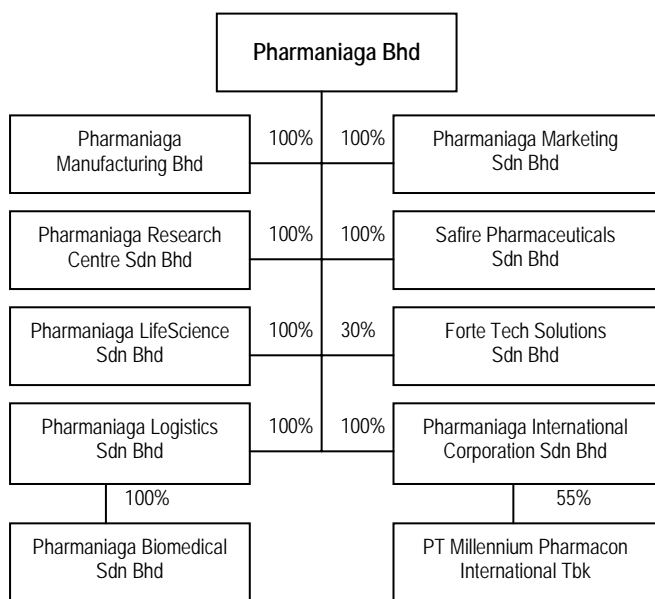 Pharmaniaga Bhd
Pharmaniaga
Manufacturing Bhd
100%
100%
Pharmaniaga Marketing
Sdn Bhd
Pharmaniaga Research
Centre Sdn Bhd
100%
100%
Safire Pharmaceuticals
Sdn Bhd
Pharmaniaga LifeScience
Sdn Bhd
100%
30%
Forte Tech Solutions
Sdn Bhd
Pharmaniaga Logistics
Sdn Bhd
100%
100%
Pharmaniaga International
Corporation Sdn Bhd
100%
55%
Pharmaniaga Biomedical
Sdn Bhd
PT Millennium Pharmacon
International Tbk